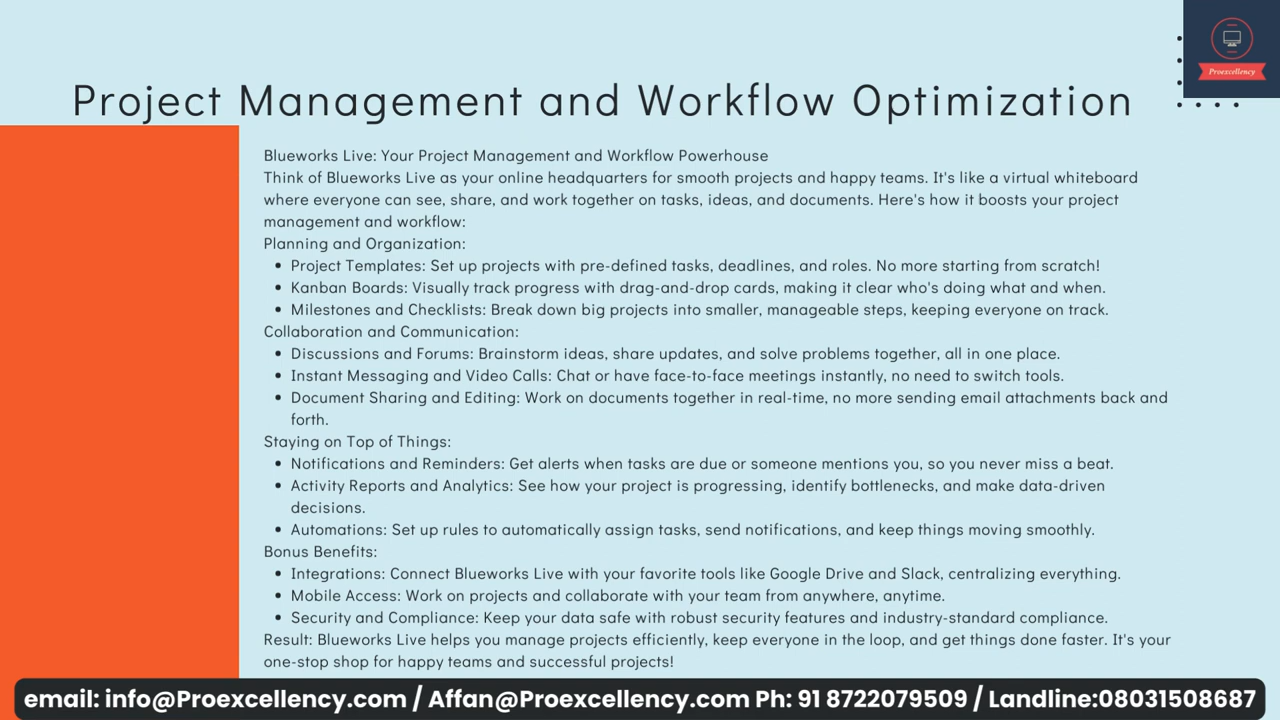 Proexcellency
Project Management and Workflow Optimization
Blueworks Live: Your Project Management and Workflow Powerhouse
Think of Blueworks Live as your online headquarters for smooth projects and happy teams. It's like a virtual whiteboard
where everyone can see, share, and work together on tasks, ideas, and documents. Here's how it boosts your project
management and workflow:
Planning and Organization:
• Project Templates: Set up projects with pre-defined tasks, deadlines, and roles. No more starting from scratch!
• Kanban Boards: Visually track progress with drag-and-drop cards, making it clear who's doing what and when.
• Milestones and Checklists: Break down big projects into smaller, manageable steps, keeping everyone on track.
Collaboration and Communication:
• Discussions and Forums: Brainstorm ideas, share updates, and solve problems together, all in one place.
• Instant Messaging and Video Calls: Chat or have face-to-face meetings instantly, no need to switch tools.
• Document Sharing and Editing: Work on documents together in real-time, no more sending email attachments back and
forth.
Staying on Top of Things:
• Notifications and Reminders: Get alerts when tasks are due or someone mentions you, so you never miss a beat.
• Activity Reports and Analytics: See how your project is progressing, identify bottlenecks, and make data-driven
decisions.
• Automations: Set up rules to automatically assign tasks, send notifications, and keep things moving smoothly.
Bonus Benefits:
• Integrations: Connect Blueworks Live with your favorite tools like Google Drive and Slack, centralizing everything.
• Mobile Access: Work on projects and collaborate with your team from anywhere, anytime.
• Security and Compliance: Keep your data safe with robust security features and industry-standard compliance.
Result: Blueworks Live helps you manage projects efficiently, keep everyone in the loop, and get things done faster. It's your
one-stop shop for happy teams and successful projects!
email: info@Proexcellency.com / Affan@Proexcellency.com Ph: 91 8722079509 / Landline:08031508687